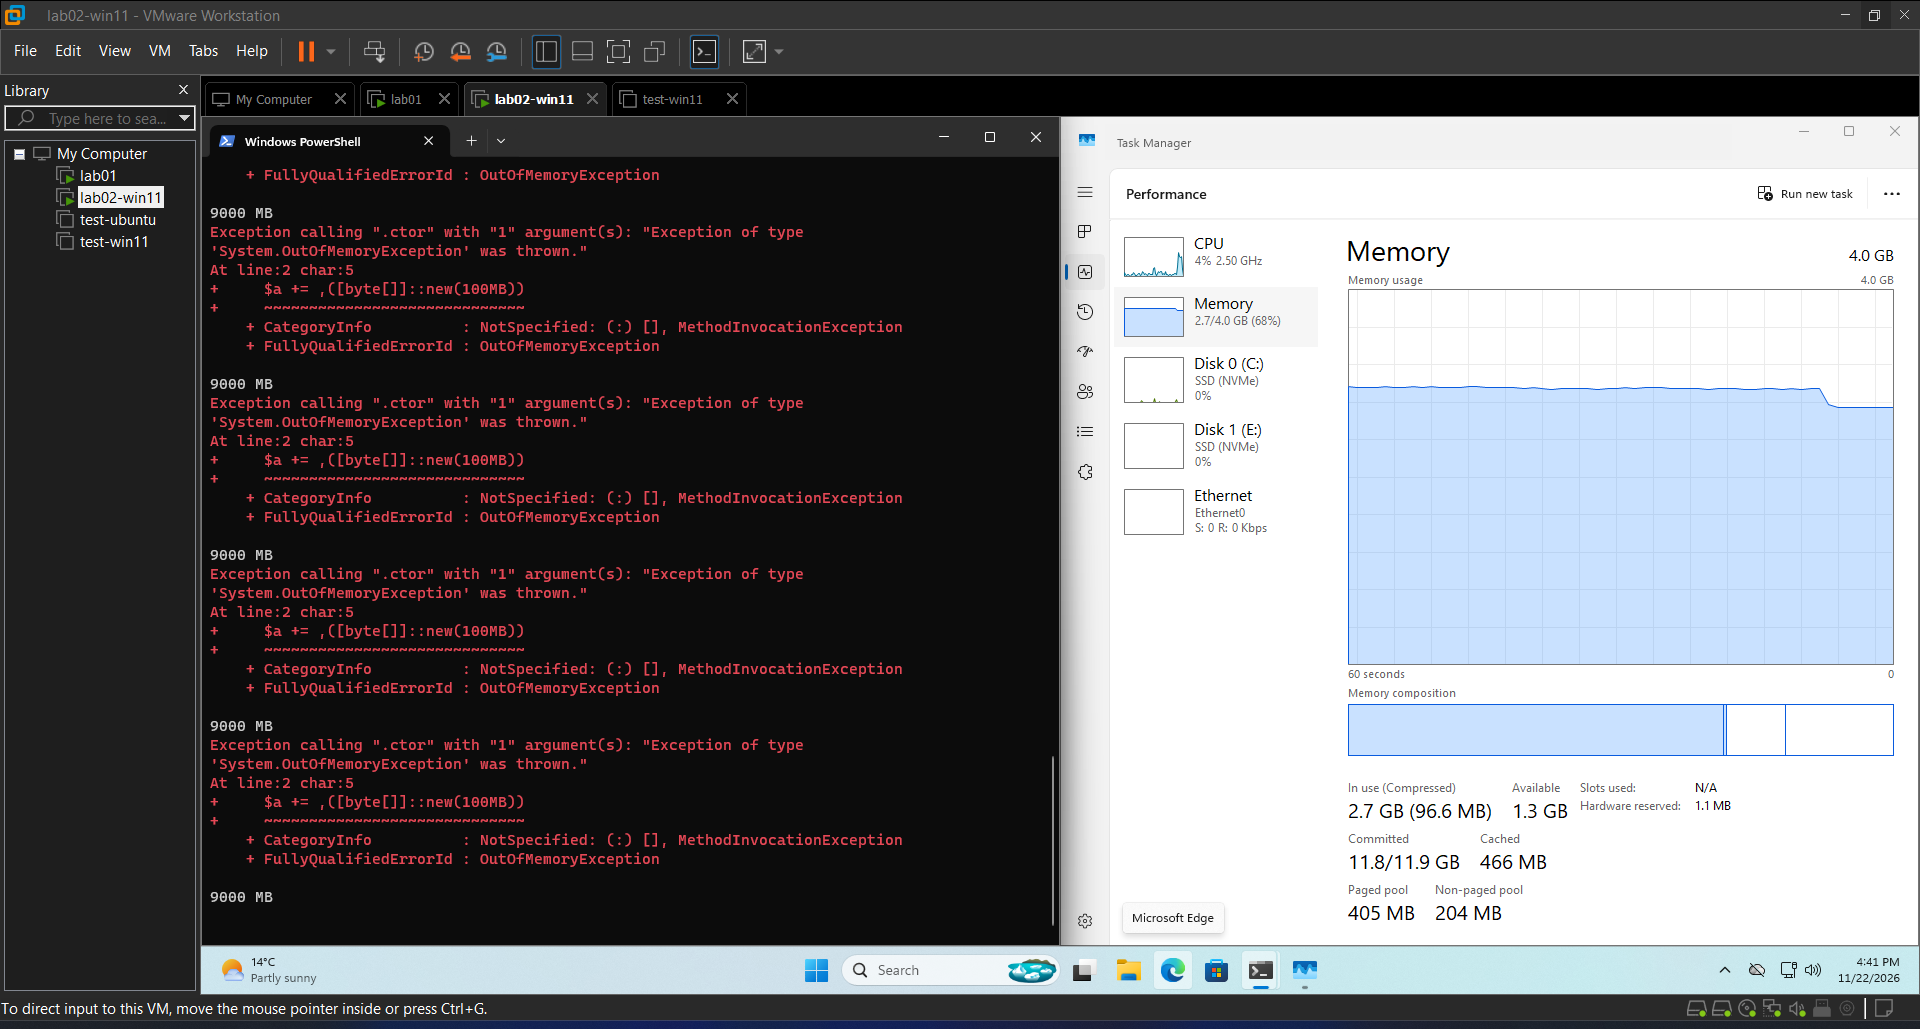 lab02-win11 - VMware Workstation
File Edit View VM Tabs Help
Library
Type here to sea...
My Computer
lab01
lab02-win11
test-ubuntu
test-win11
My Computer
lab01
lab02-win11
test-win11
Windows PowerShell
+ FullyQualifiedErrorId : OutOfMemoryException
9000 MB
Exception calling ".ctor" with "1" argument(s): "Exception of type
'System.OutOfMemoryException' was thrown."
At line:2 char:5
+     $a += ,([byte[]]::new(100MB))
+     ~~~~~~~~~~~~~~~~~~~~~~~~~~~~~
+ CategoryInfo          : NotSpecified: (:) [], MethodInvocationException
+ FullyQualifiedErrorId : OutOfMemoryException
9000 MB
Exception calling ".ctor" with "1" argument(s): "Exception of type
'System.OutOfMemoryException' was thrown."
At line:2 char:5
+     $a += ,([byte[]]::new(100MB))
+     ~~~~~~~~~~~~~~~~~~~~~~~~~~~~~
+ CategoryInfo          : NotSpecified: (:) [], MethodInvocationException
+ FullyQualifiedErrorId : OutOfMemoryException
9000 MB
Exception calling ".ctor" with "1" argument(s): "Exception of type
'System.OutOfMemoryException' was thrown."
At line:2 char:5
+     $a += ,([byte[]]::new(100MB))
+     ~~~~~~~~~~~~~~~~~~~~~~~~~~~~~
+ CategoryInfo          : NotSpecified: (:) [], MethodInvocationException
+ FullyQualifiedErrorId : OutOfMemoryException
9000 MB
Exception calling ".ctor" with "1" argument(s): "Exception of type
'System.OutOfMemoryException' was thrown."
At line:2 char:5
+     $a += ,([byte[]]::new(100MB))
+     ~~~~~~~~~~~~~~~~~~~~~~~~~~~~~
+ CategoryInfo          : NotSpecified: (:) [], MethodInvocationException
+ FullyQualifiedErrorId : OutOfMemoryException
9000 MB
Task Manager
Performance
Run new task
CPU
4% 2.50 GHz
Memory
2.7/4.0 GB (68%)
Disk 0 (C:)
SSD (NVMe)
0%
Disk 1 (E:)
SSD (NVMe)
0%
Ethernet
Ethernet0
S: 0 R: 0 Kbps
Memory
4.0 GB
Memory usage
4.0 GB
60 seconds
0
Memory composition
In use (Compressed)
2.7 GB (96.6 MB)
Available
1.3 GB
Slots used: N/A
Hardware reserved: 1.1 MB
Committed
11.8/11.9 GB
Cached
466 MB
Paged pool
405 MB
Non-paged pool
204 MB
Microsoft Edge
14°C
Partly sunny
Search
4:41 PM
11/22/2026
To direct input to this VM, move the mouse pointer inside or press Ctrl+G.